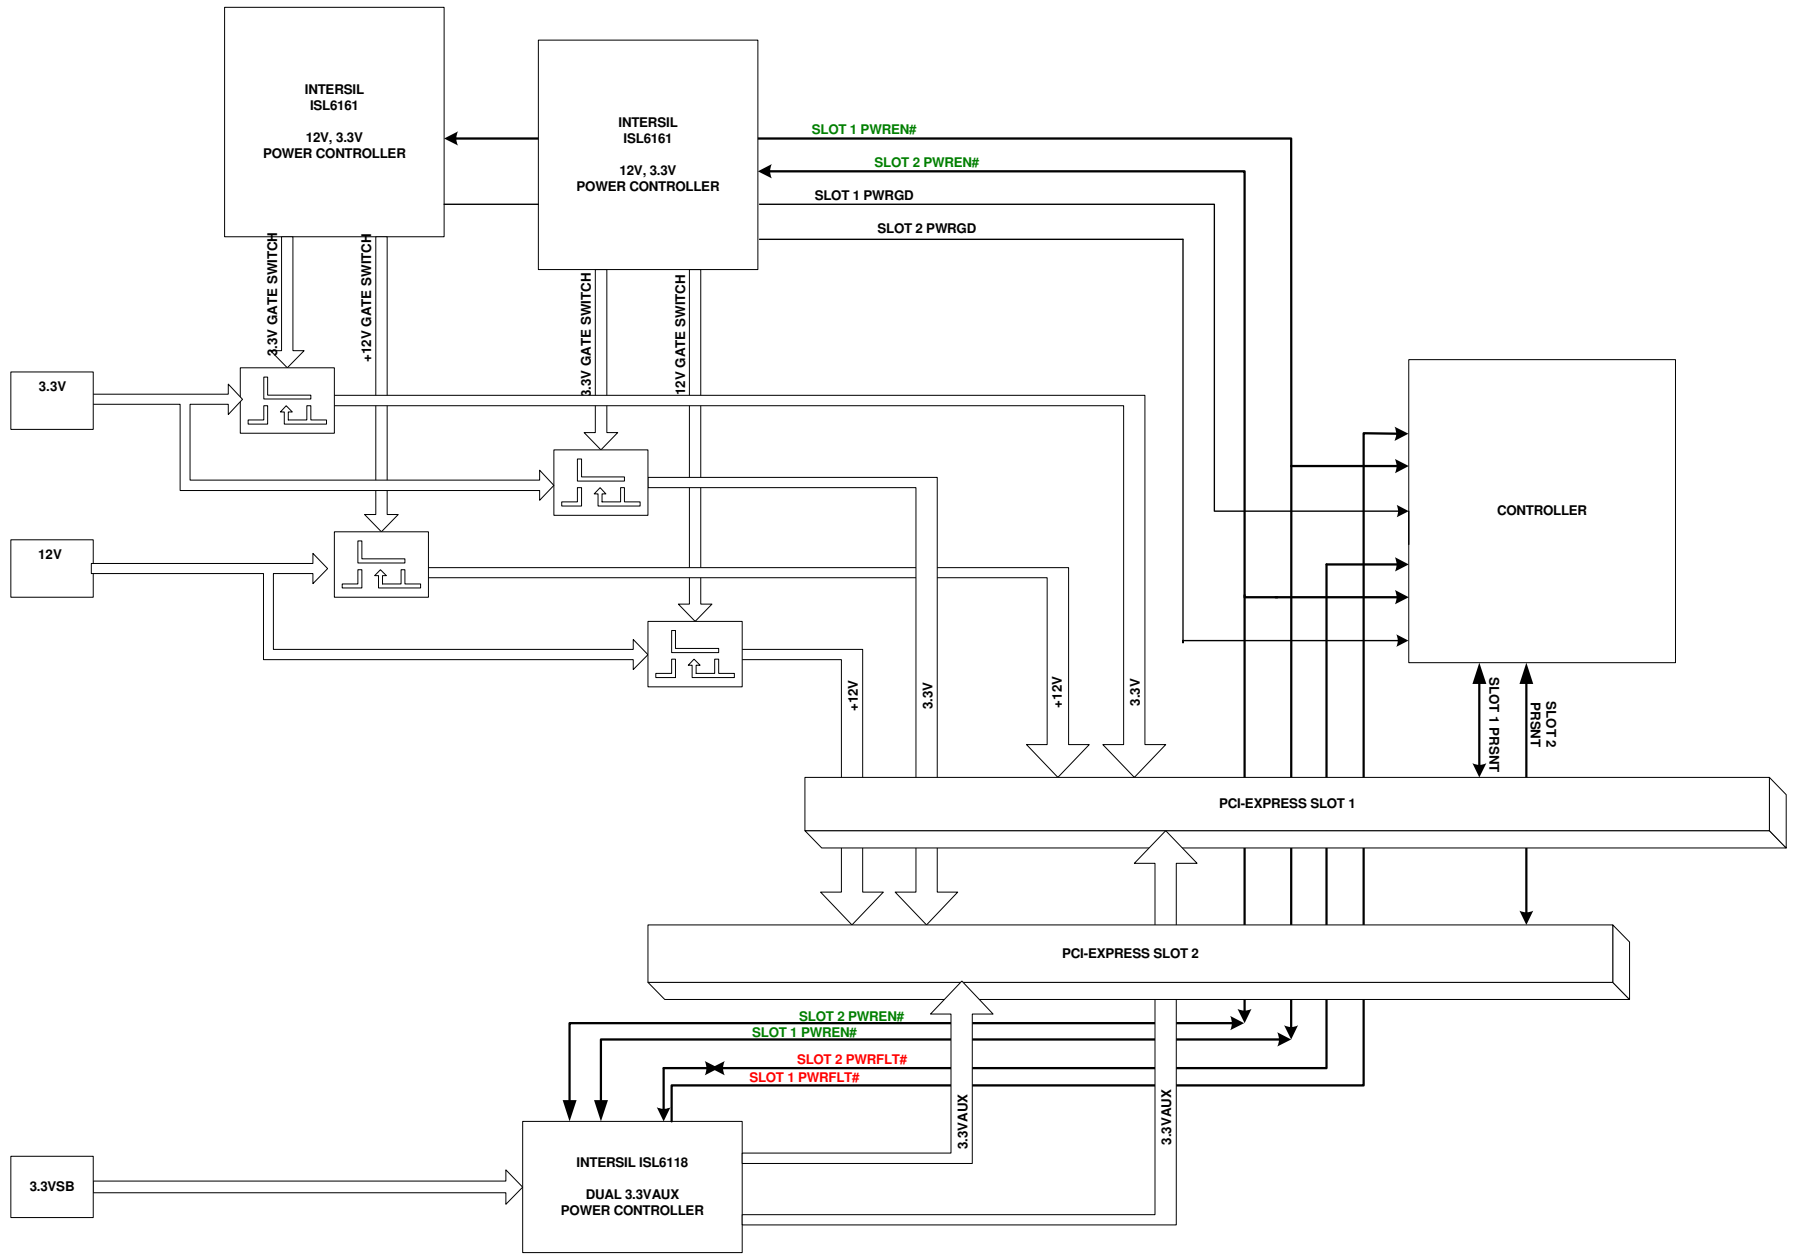 INTERSIL
ISL6161
12V, 3.3V
POWER CONTROLLER
INTERSIL
ISL6161
12V, 3.3V
POWER CONTROLLER
SLOT 1 PWREN#
SLOT 2 PWREN#
SLOT 1 PWRGD
SLOT 2 PWRGD
3.3V GATE SWITCH
+12V GATE SWITCH
3.3V GATE SWITCH
12V GATE SWITCH
3.3V
12V
CONTROLLER
+12V
3.3V
+12V
3.3V
SLOT 1 PRSNT
SLOT 2
PRSNT
PCI-EXPRESS SLOT 1
PCI-EXPRESS SLOT 2
SLOT 2 PWREN#
SLOT 1 PWREN#
SLOT 2 PWRFLT#
SLOT 1 PWRFLT#
3.3VAUX
3.3VAUX
3.3VSB
INTERSIL ISL6118
DUAL 3.3VAUX
POWER CONTROLLER